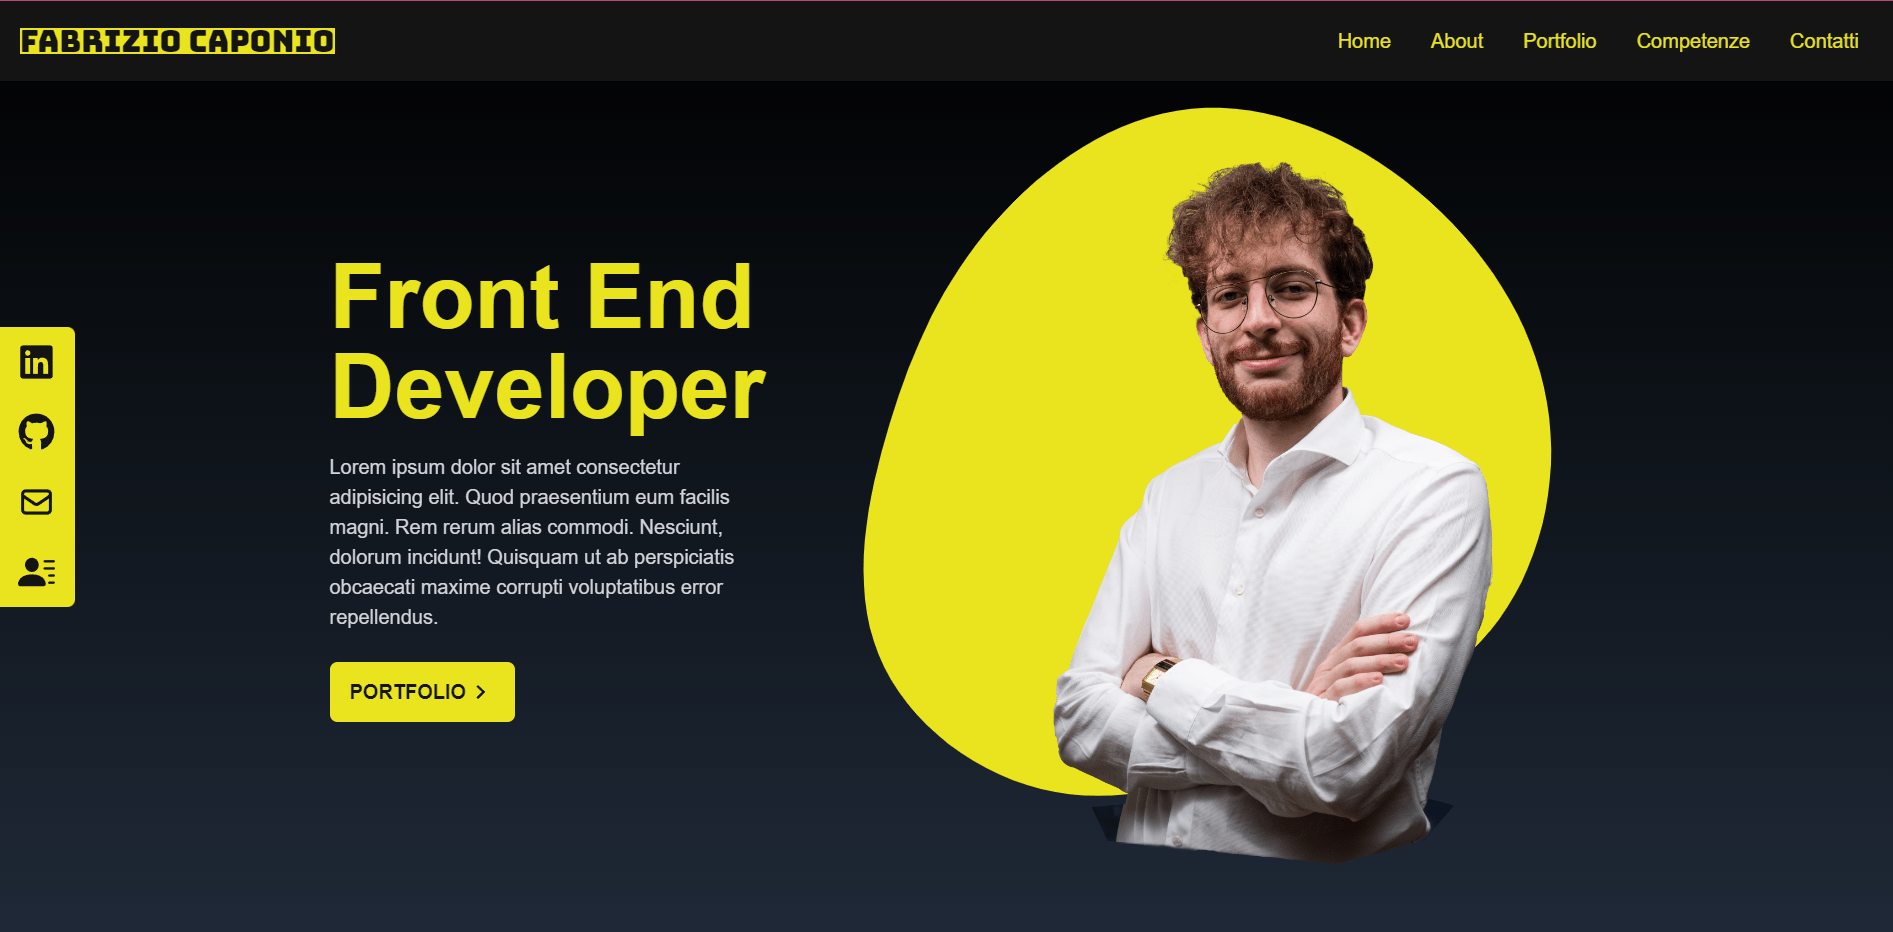 FABRIZIO CAPONIO
Home About Portfolio Competenze Contatti
Front End
Developer
in
Lorem ipsum dolor sit amet consectetur
adipisicing elit. Quod praesentium eum facilis
magni. Rem rerum alias commodi. Nesciunt,
dolorum incidunt! Quisquam ut ab perspiciatis
obcaecati maxime corrupti voluptatibus error
repellendus.
PORTFOLIO